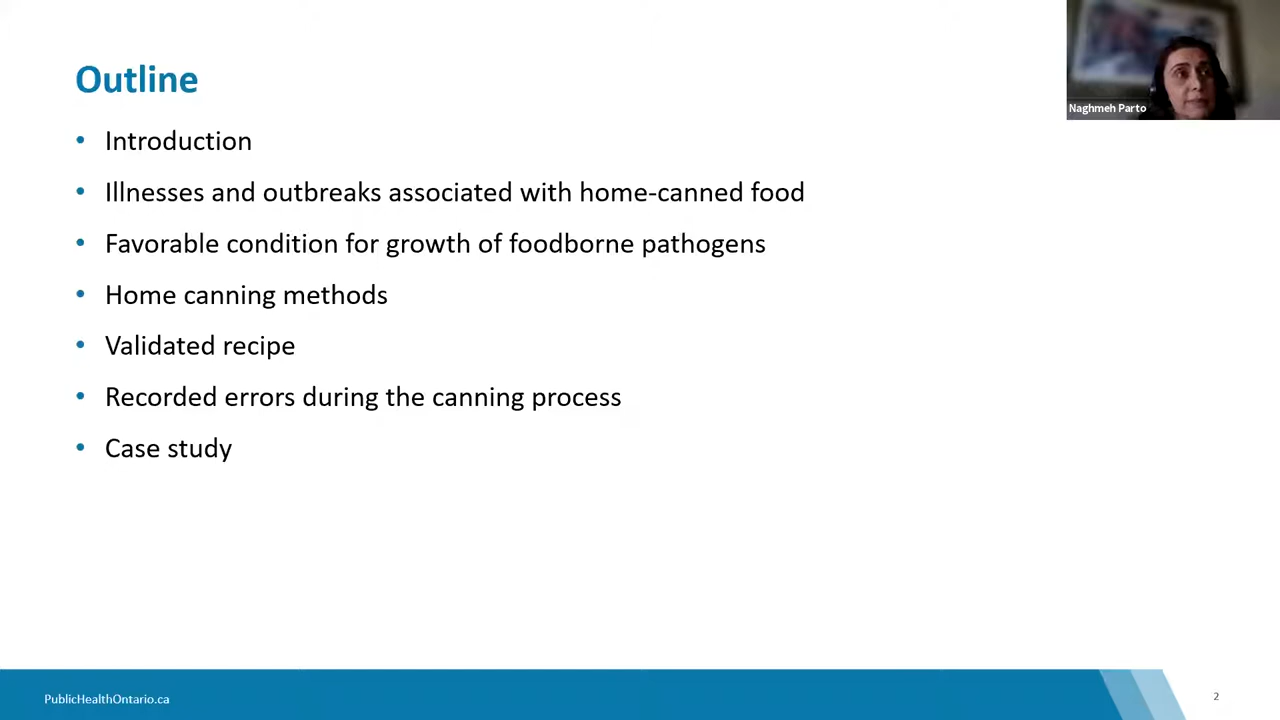 Outline
Naghmeh Parto
• Introduction
• Illnesses and outbreaks associated with home-canned food
• Favorable condition for growth of foodborne pathogens
• Home canning methods
• Validated recipe
• Recorded errors during the canning process
• Case study
PublicHealthOntario.ca
2